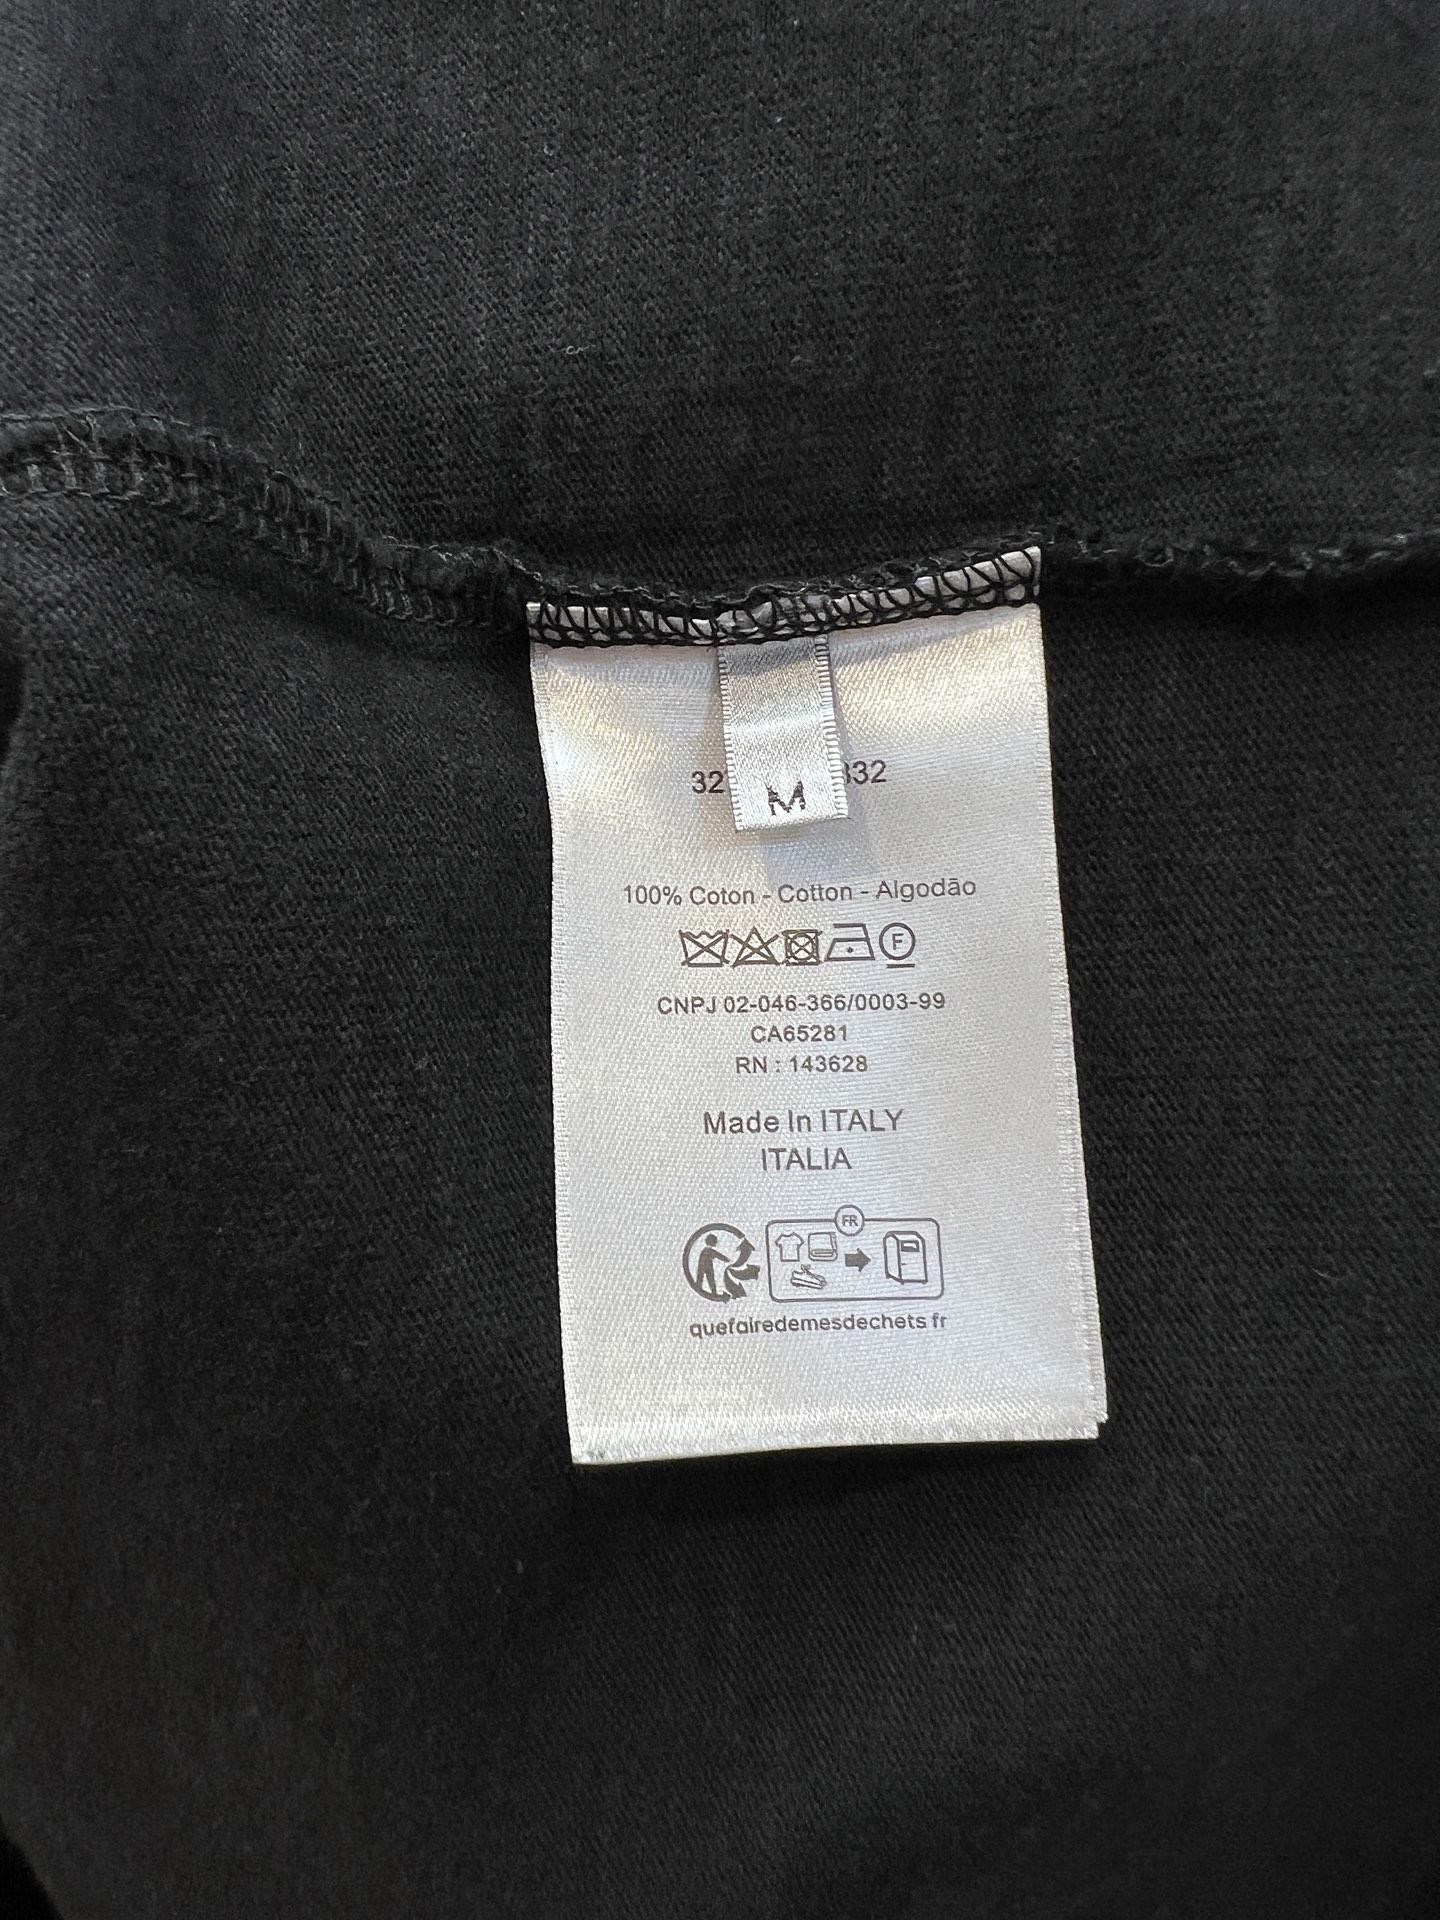 32 332
M
100% Coton - Cotton - Algodão
F
CNPJ 02-046-366/0003-99
CA65281
RN : 143628
Made In ITALY
ITALIA
FR
quefairedemesdechets fr